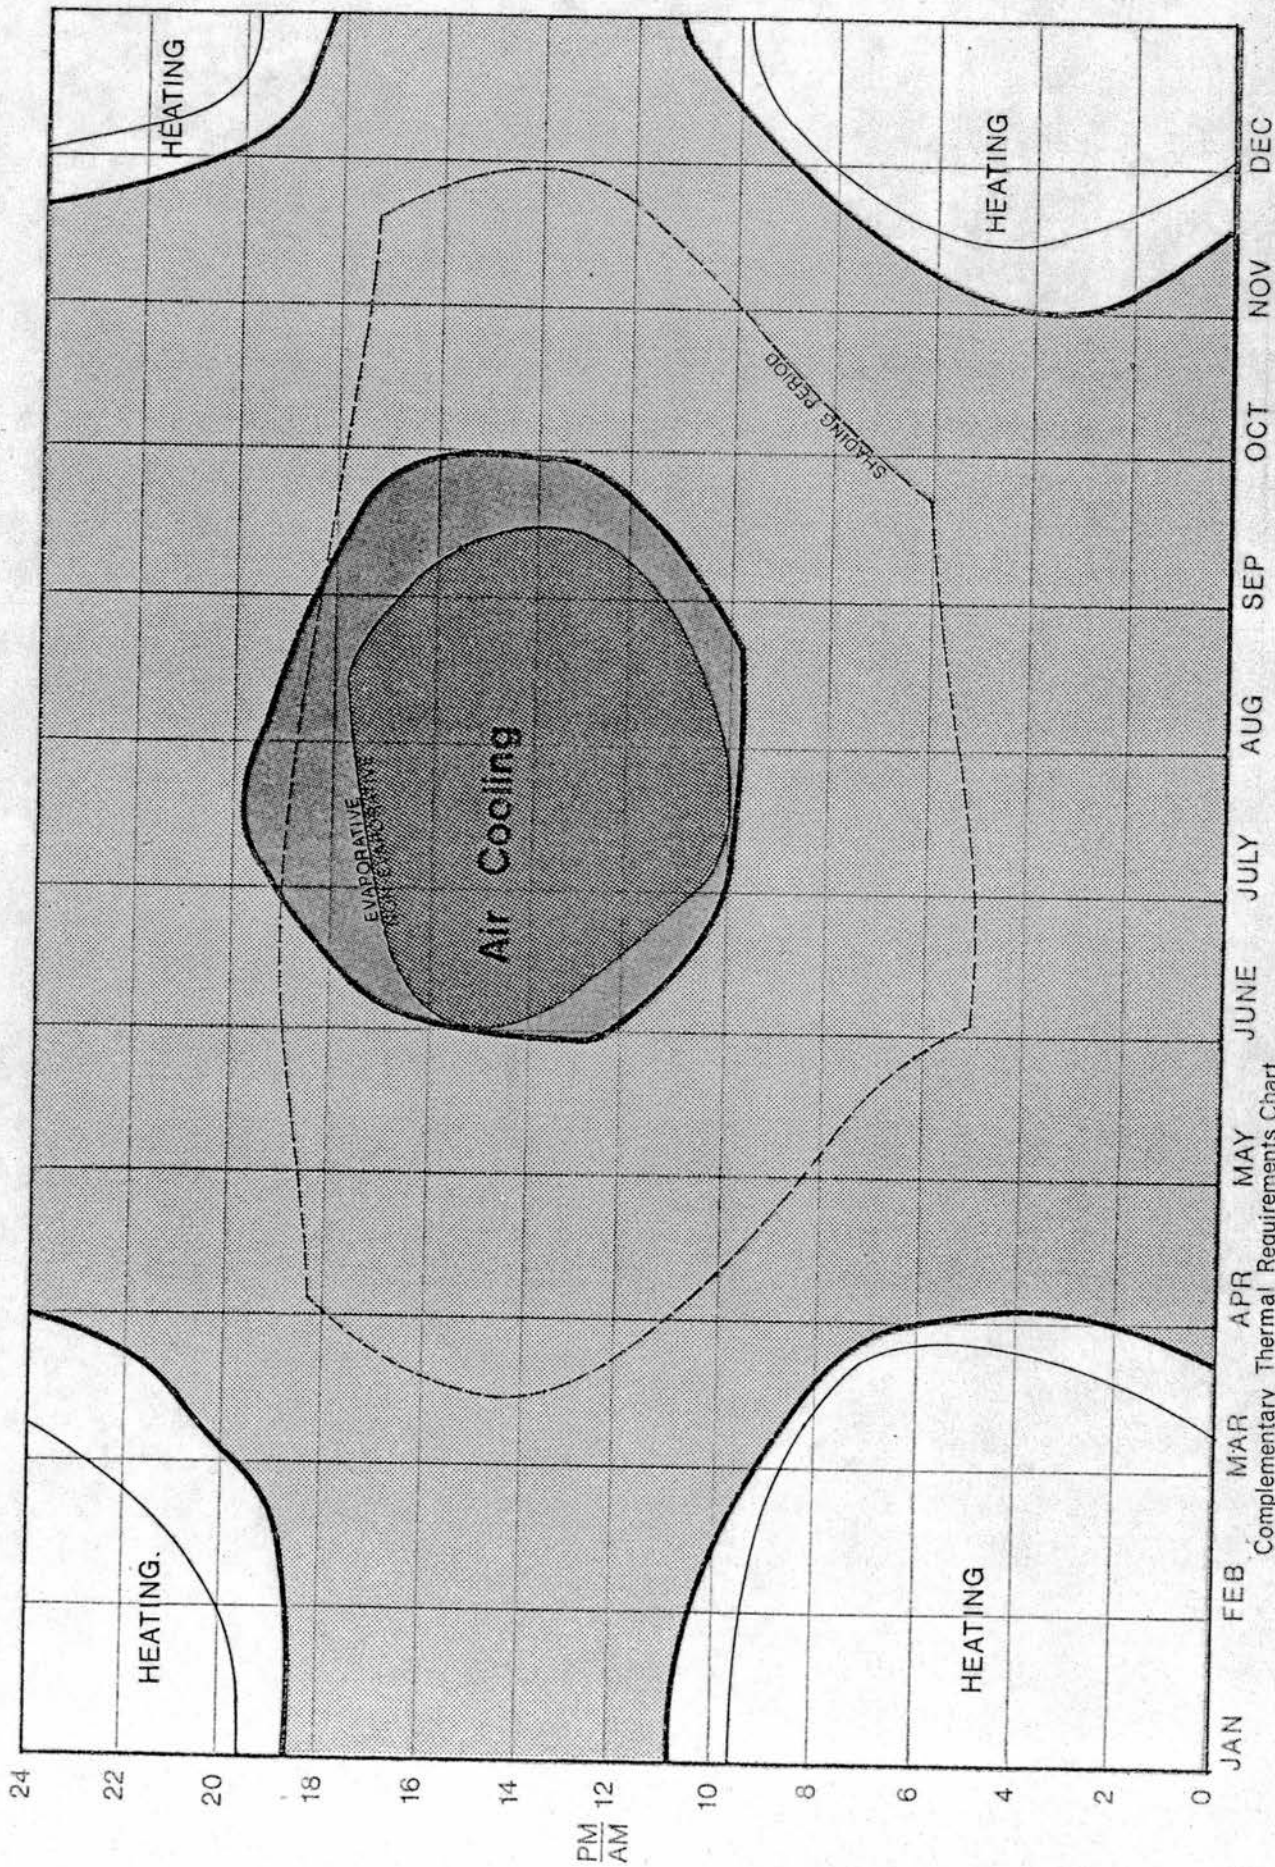 24
22
20
18
16
14
12
10
8
6
4
2
0
PM
AM
HEATING.
HEATING
HEATING
HEATING
EVAPORATIVE
NON EVAPORATIVE
Air Cooling
SHADING PERIOD
JAN FEB MAR APR MAY JUNE JULY AUG SEP OCT NOV DEC
Complementary Thermal Requirements Chart